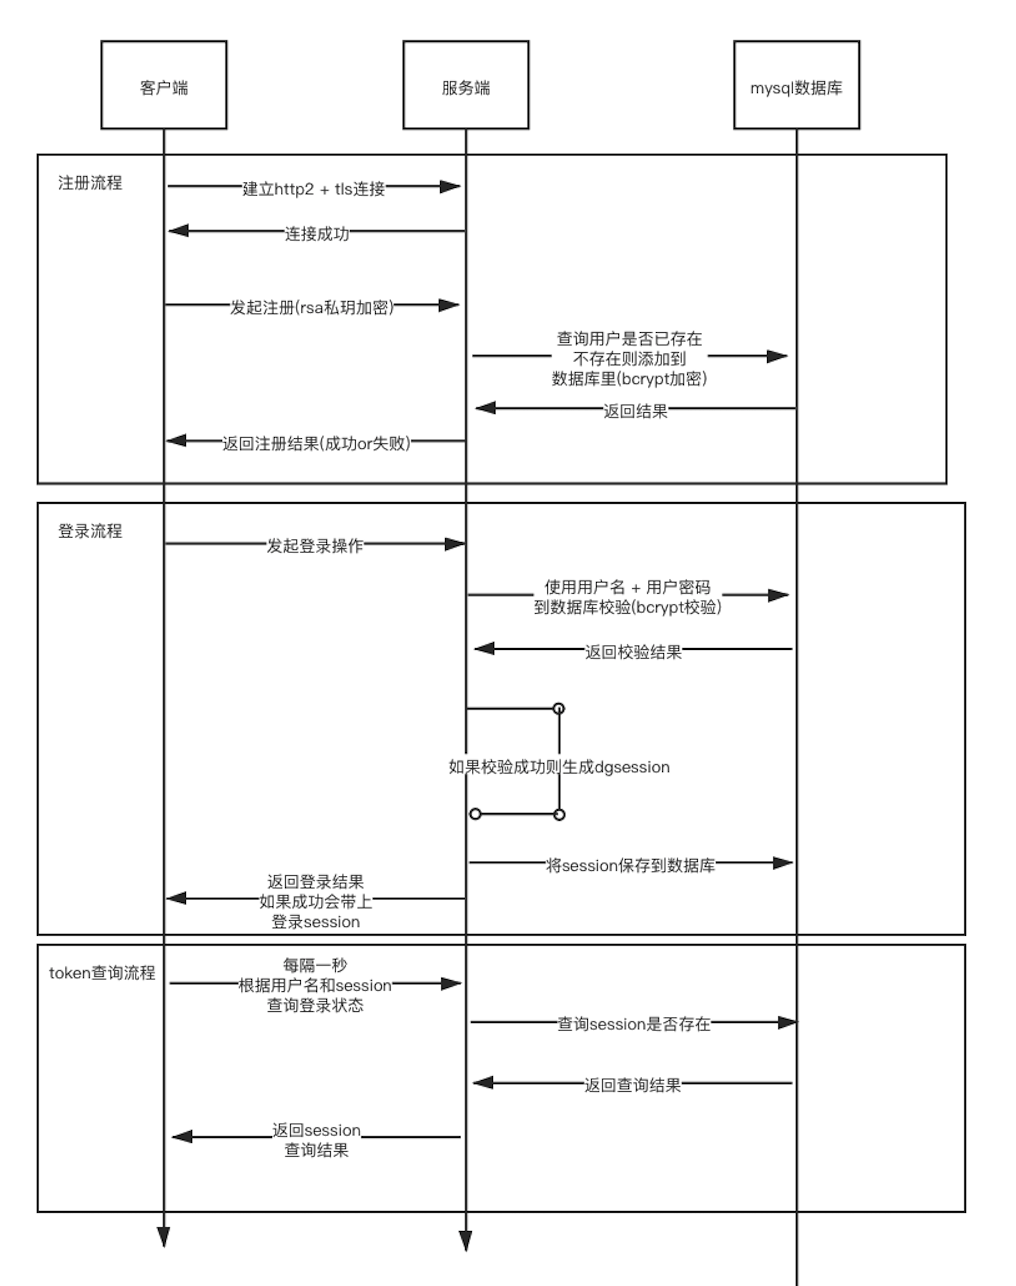 客户端
服务端
mysql数据库
注册流程
建立http2 + tls连接
连接成功
发起注册(rsa私玥加密)
查询用户是否已存在
不存在则添加到
数据库里(bcrypt加密)
返回结果
返回注册结果(成功or失败)
登录流程
发起登录操作
使用用户名 + 用户密码
到数据库校验(bcrypt校验)
返回校验结果
如果校验成功则生成dgsession
将session保存到数据库
返回登录结果
如果成功会带上
登录session
token查询流程
每隔一秒
根据用户名和session
查询登录状态
查询session是否存在
返回查询结果
返回session
查询结果